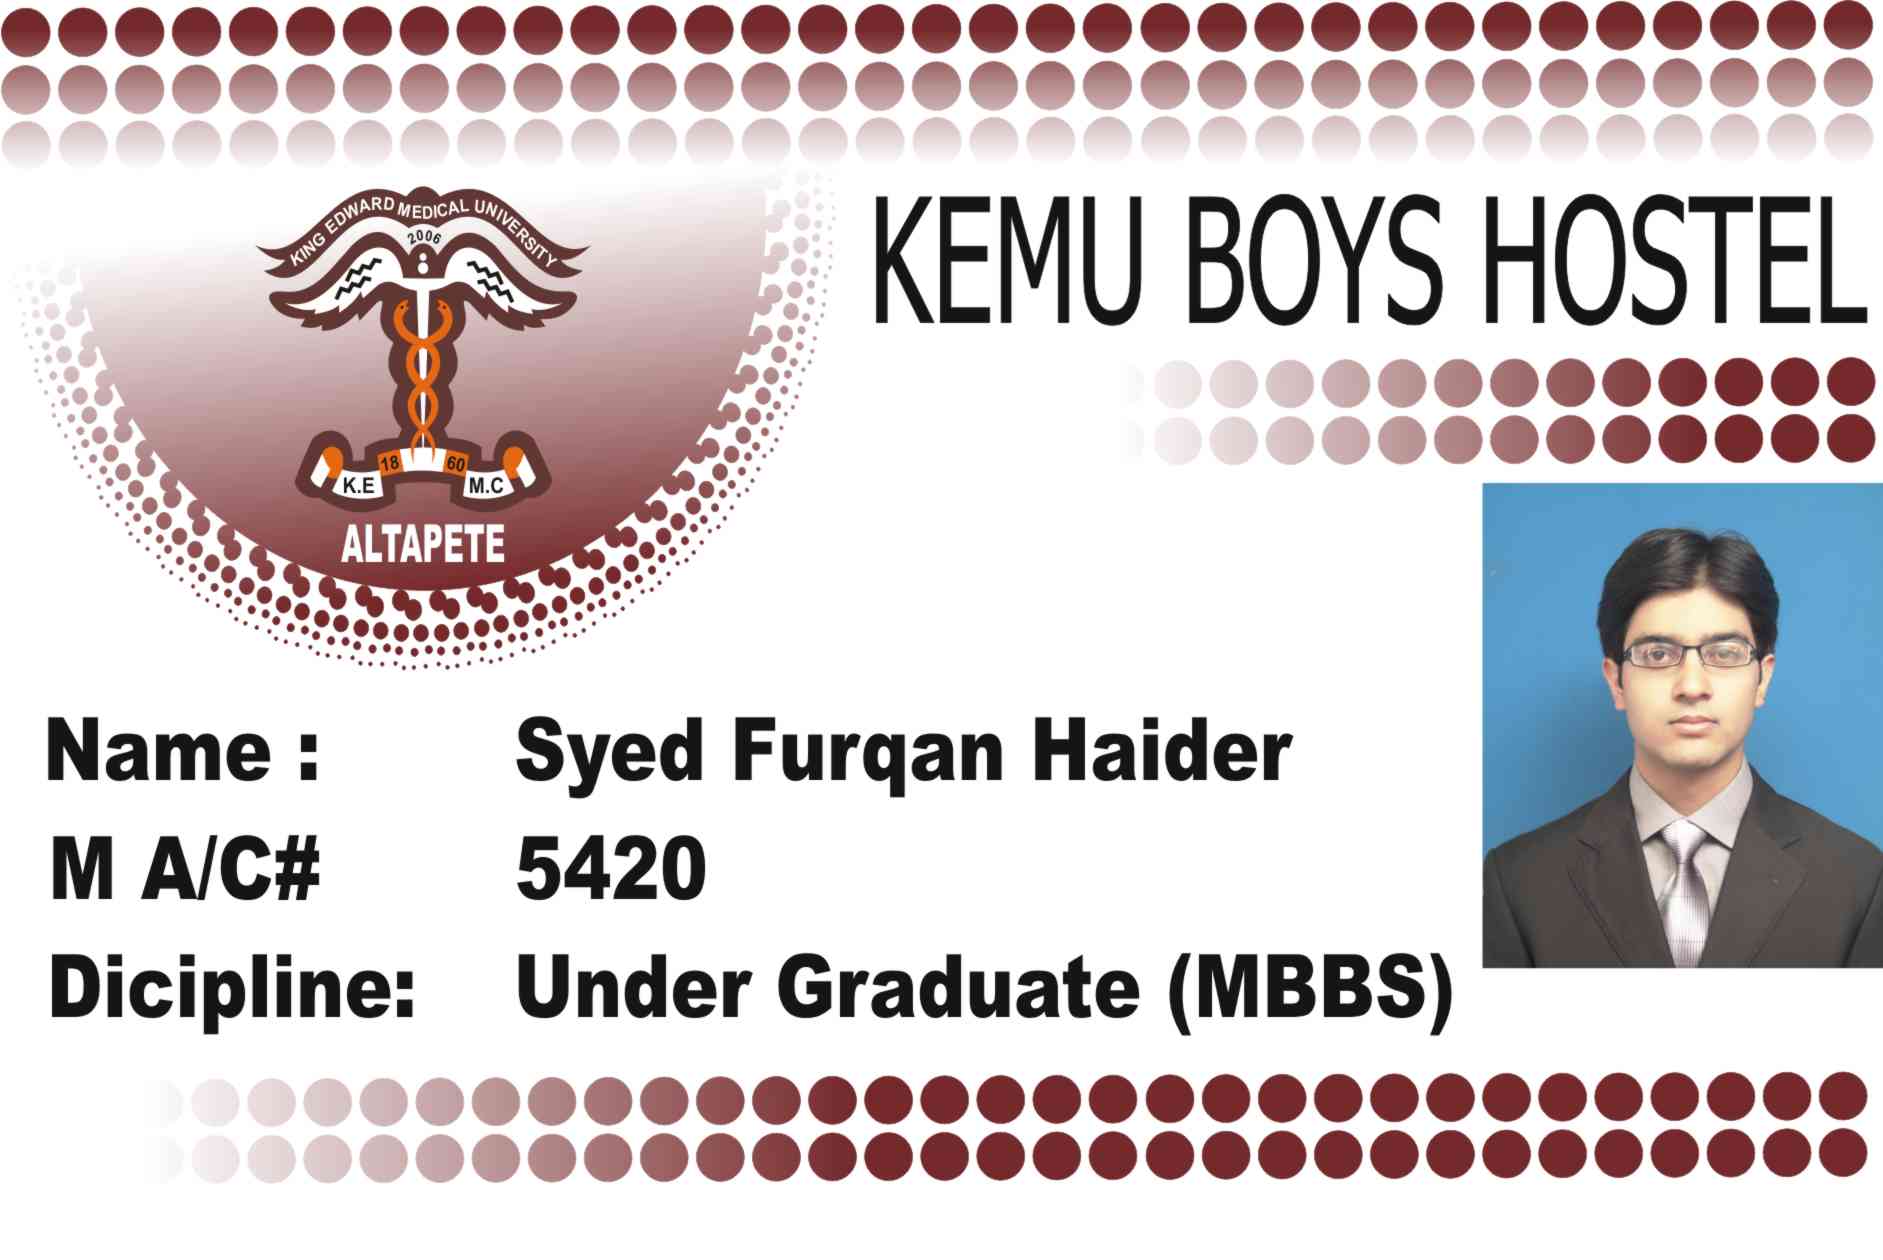 KING EDWARD MEDICAL UNIVERSITY
2006
KEMU BOYS HOSTEL
18 60
K.E M.C
ALTAPETE
Name : Syed Furqan Haider
M A/C# 5420
Dicipline: Under Graduate (MBBS)